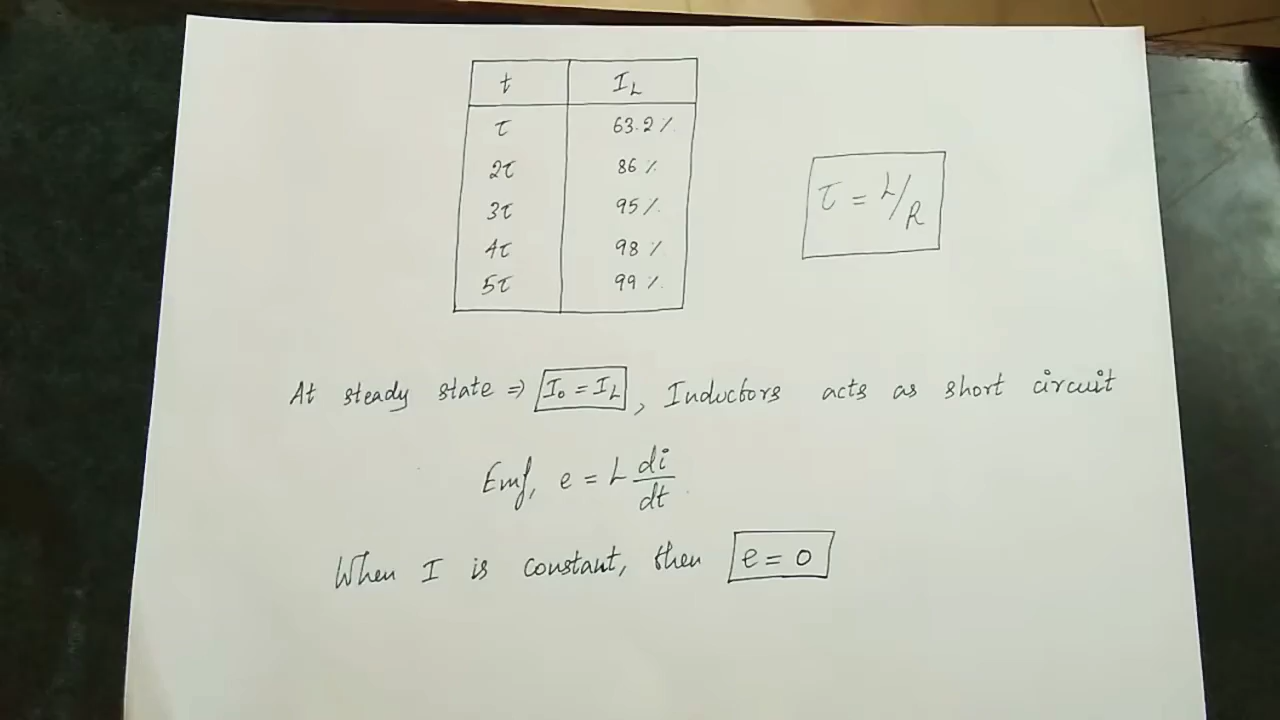 t I_L
τ 63.2 %
2τ 86 %
3τ 95 %
4τ 98 %
5τ 99 %
τ = L/R
At steady state ⇒ I₀ = I_L , Inductors acts as short circuit
Emf, e = L di/dt
When I is constant, then e = 0